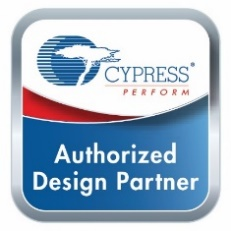 CYPRESS®
PERFORM
Authorized
Design Partner